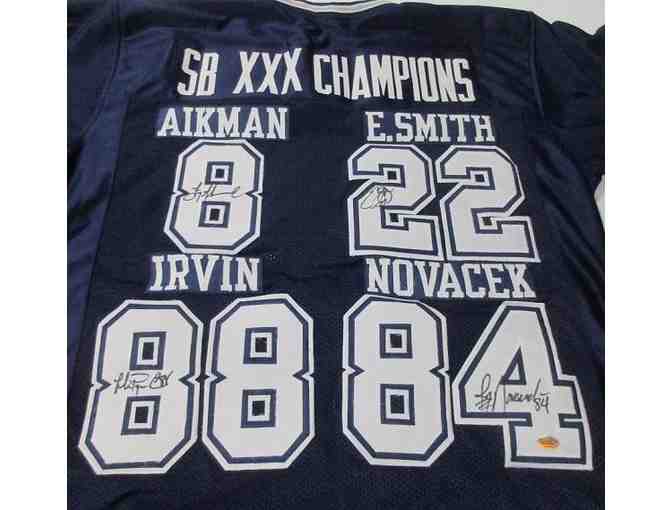 SB XXX CHAMPIONS
AIKMAN E.SMITH
8 22
IRVIN NOVACEK
88 84